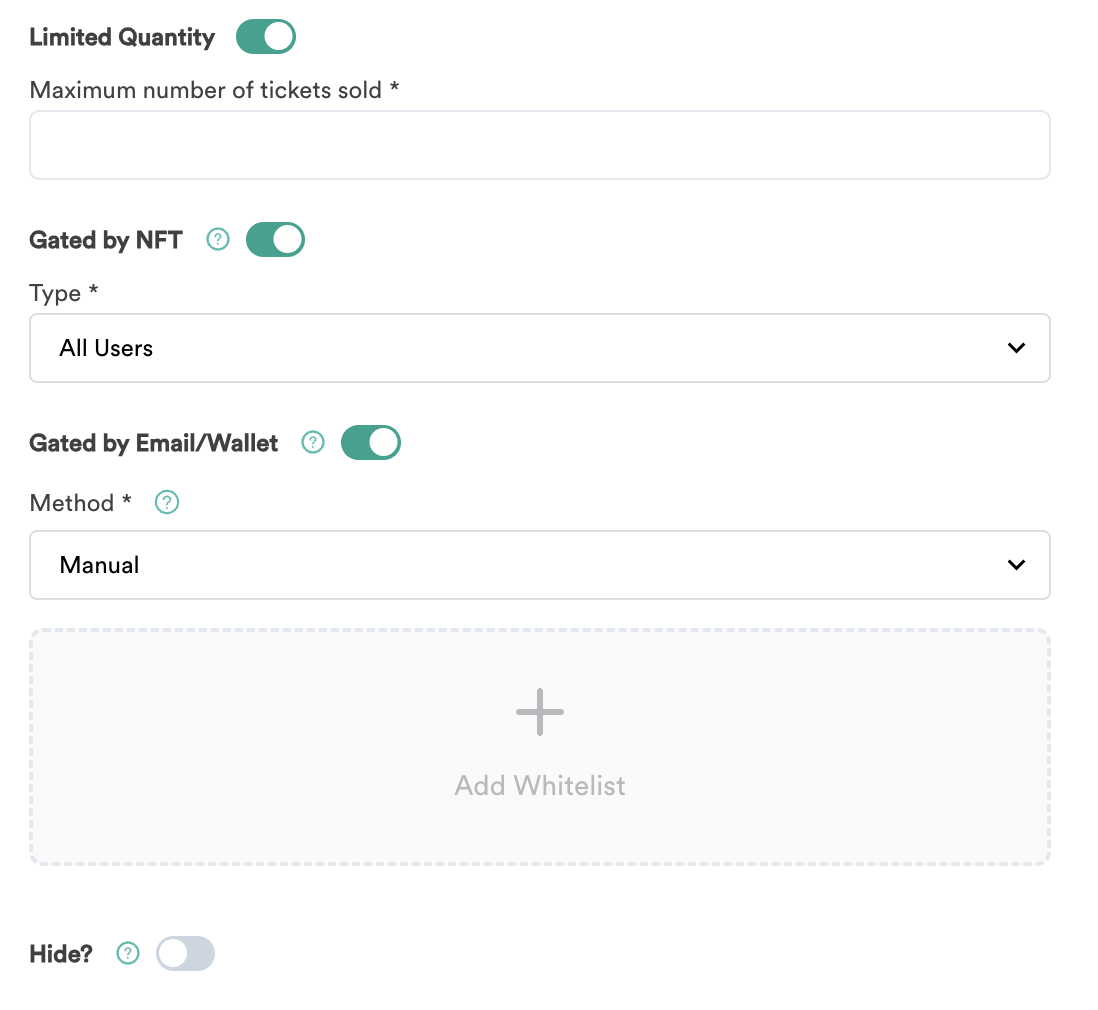 Limited Quantity
Maximum number of tickets sold *
Gated by NFT ?
Type *
All Users
Gated by Email/Wallet ?
Method * ?
Manual
Add Whitelist
Hide? ?